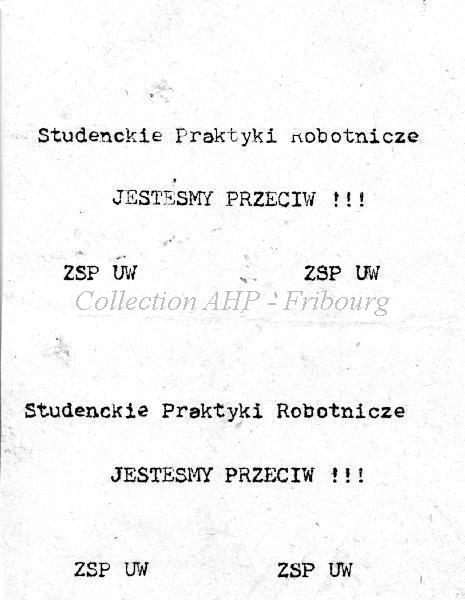 Studenckie Praktyki Robotnicze
JESTEŚMY PRZECIW !!!
ZSP UW ZSP UW
Collection AHP - Fribourg
Studenckie Praktyki Robotnicze
JESTESMY PRZECIW !!!
ZSP UW ZSP UW